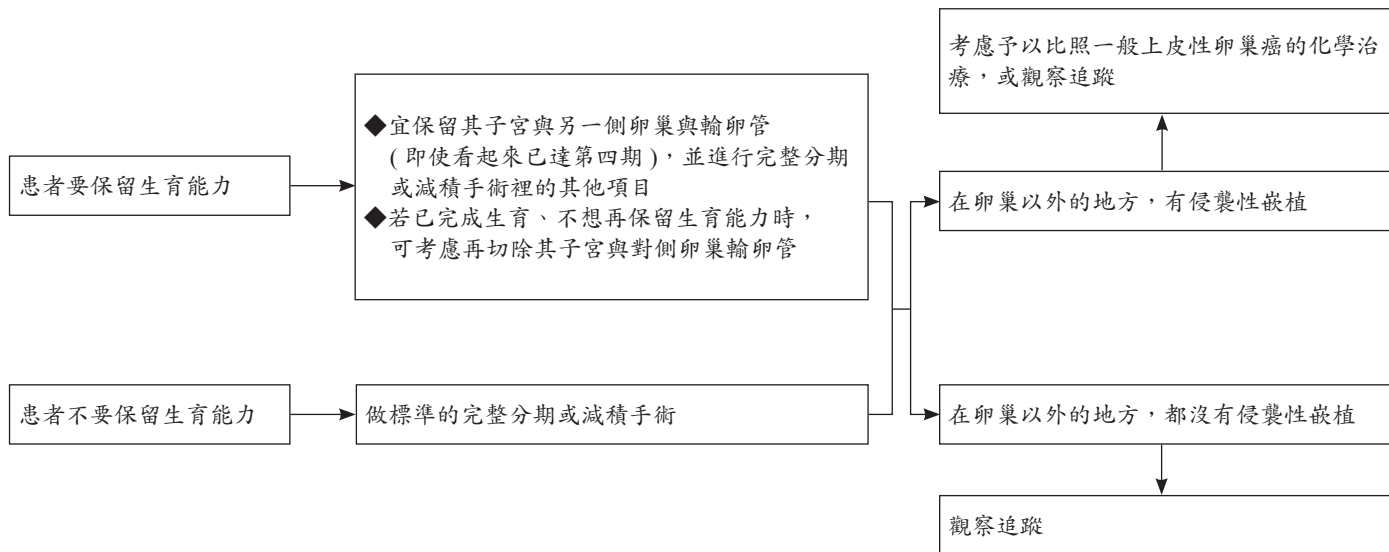 患者要保留生育能力
◆宜保留其子宮與另一側卵巢與輸卵管
(即使看起來已達第四期),並進行完整分期
或減積手術裡的其他項目
◆若已完成生育、不想再保留生育能力時,
可考慮再切除其子宮與對側卵巢輸卵管
患者不要保留生育能力
做標準的完整分期或減積手術
考慮予以比照一般上皮性卵巢癌的化學治
療,或觀察追蹤
在卵巢以外的地方,有侵襲性嵌植
在卵巢以外的地方,都沒有侵襲性嵌植
觀察追蹤